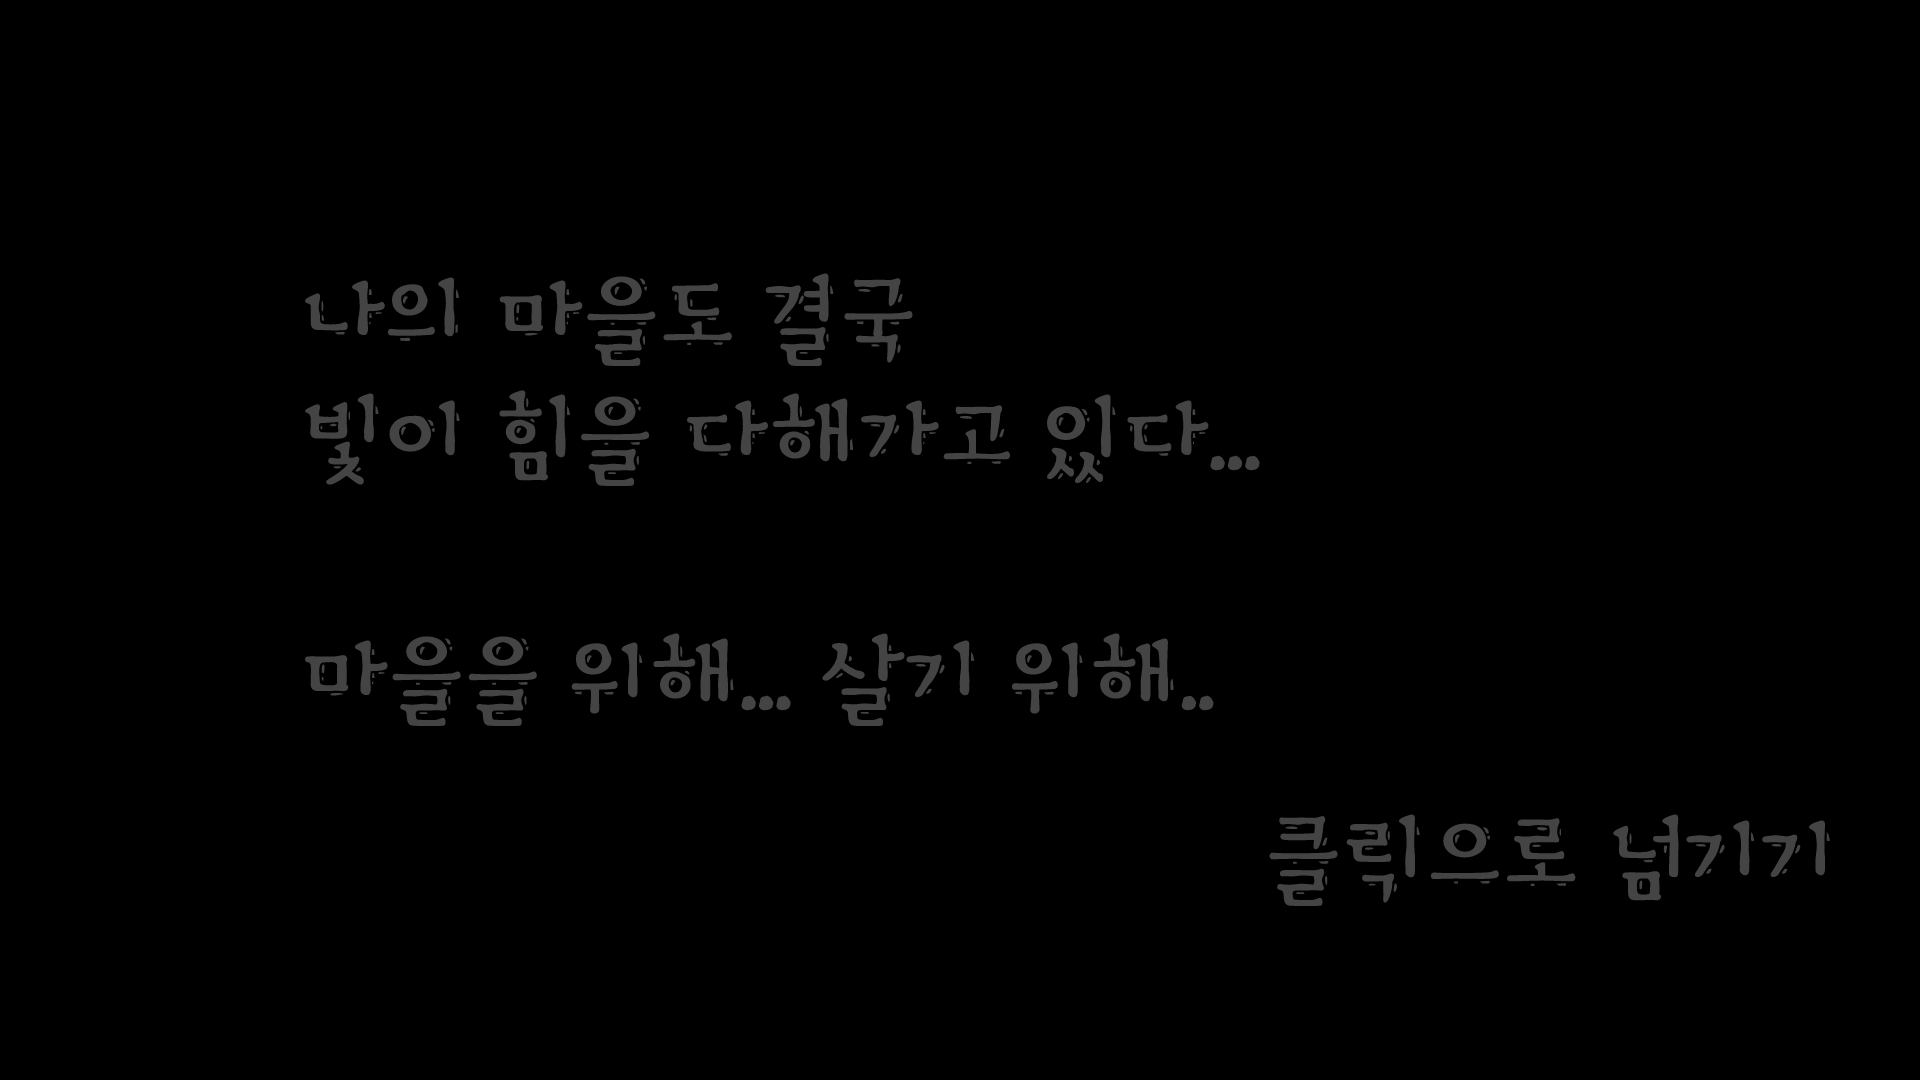 나의 마을도 결국
빛이 힘을 다해가고 있다...
마을을 위해... 살기 위해..
클릭으로 넘기기